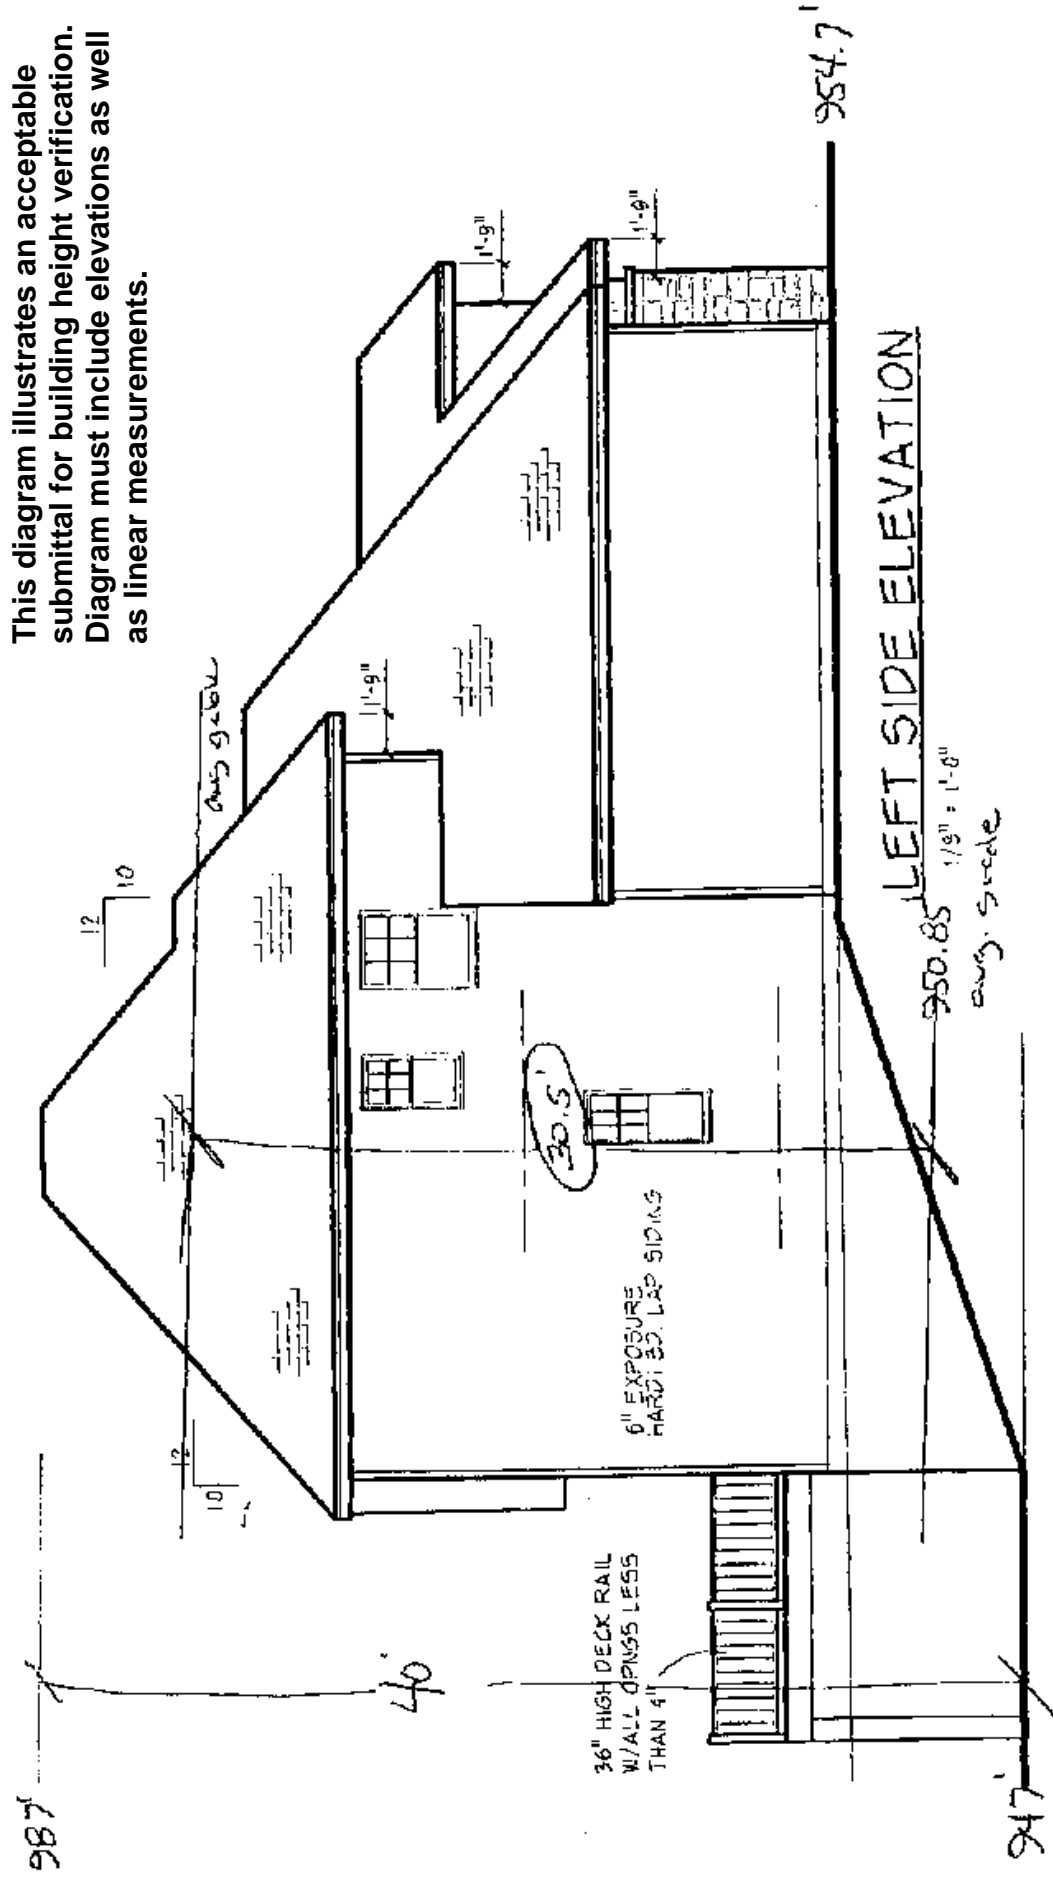 This diagram illustrates an acceptable
submittal for building height verification.
Diagram must include elevations as well
as linear measurements.
987'
40'
947'
12
10
12
10
avg gable
1'-9"
1'-9"
1'-9"
30.5'
6" EXPOSURE
HARDI BD. LAP SIDING
36" HIGH DECK RAIL
W/ALL OPNGS LESS
THAN 4"
954.7'
LEFT SIDE ELEVATION
1/8" = 1'-0"
950.85
avg. grade